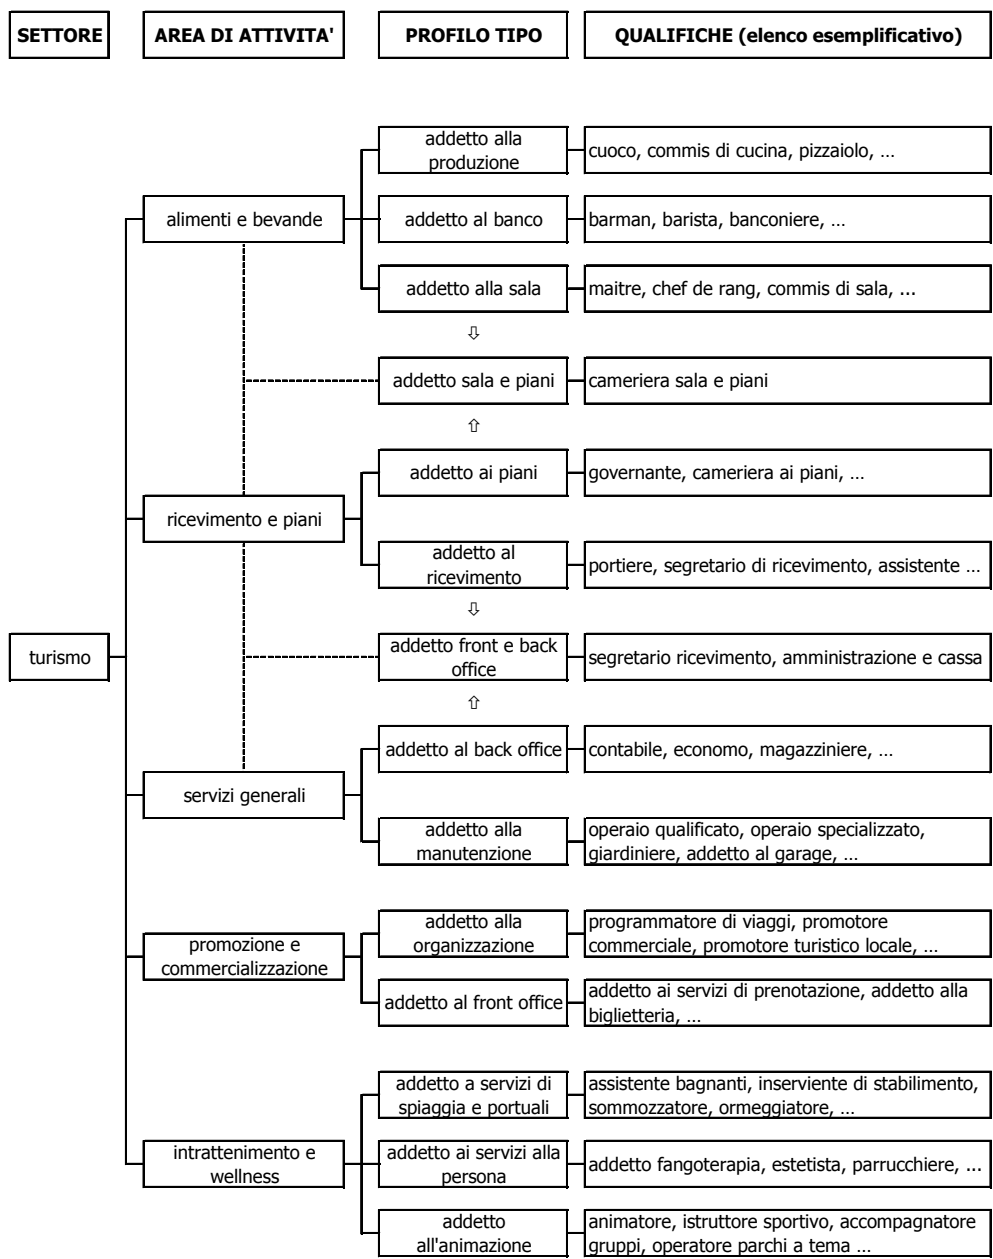 SETTORE
AREA DI ATTIVITA'
PROFILO TIPO
QUALIFICHE (elenco esemplificativo)
addetto alla
produzione
cuoco, commis di cucina, pizzaiolo, ...
alimenti e bevande
addetto al banco
barman, barista, banconiere, ...
addetto alla sala
maitre, chef de rang, commis di sala, ...
⇩
addetto sala e piani
cameriera sala e piani
⇧
addetto ai piani
governante, cameriera ai piani, ...
ricevimento e piani
addetto al
ricevimento
portiere, segretario di ricevimento, assistente ...
⇩
turismo
addetto front e back
office
segretario ricevimento, amministrazione e cassa
⇧
addetto al back office
contabile, economo, magazziniere, ...
servizi generali
addetto alla
manutenzione
operaio qualificato, operaio specializzato,
giardiniere, addetto al garage, ...
promozione e
commercializzazione
addetto alla
organizzazione
programmatore di viaggi, promotore
commerciale, promotore turistico locale, ...
addetto al front office
addetto ai servizi di prenotazione, addetto alla
biglietteria, ...
addetto a servizi di
spiaggia e portuali
assistente bagnanti, inserviente di stabilimento,
sommozzatore, ormeggiatore, ...
intrattenimento e
wellness
addetto ai servizi alla
persona
addetto fangoterapia, estetista, parrucchiere, ...
addetto
all'animazione
animatore, istruttore sportivo, accompagnatore
gruppi, operatore parchi a tema ...